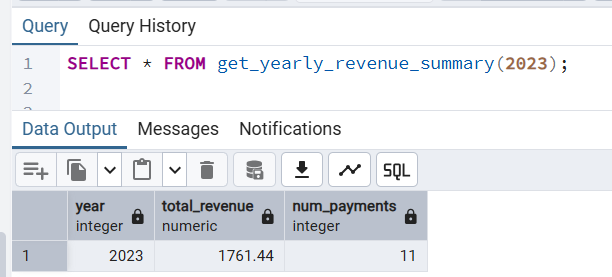 Query Query History
1 SELECT * FROM get_yearly_revenue_summary(2023);
2
Data Output Messages Notifications
SQL
year total_revenue num_payments
integer numeric integer
1 2023 1761.44 11